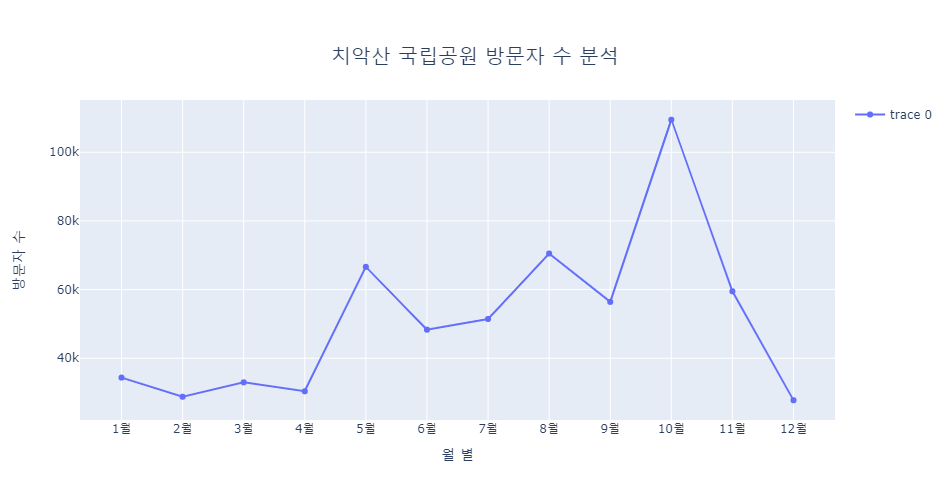 치악산 국립공원 방문자 수 분석
trace 0
100k
80k
60k
40k
방문자 수
1월 2월 3월 4월 5월 6월 7월 8월 9월 10월 11월 12월
월 별